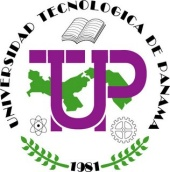 UNIVERSIDAD TECNOLOGICA DE PANAMA
UTP
1981